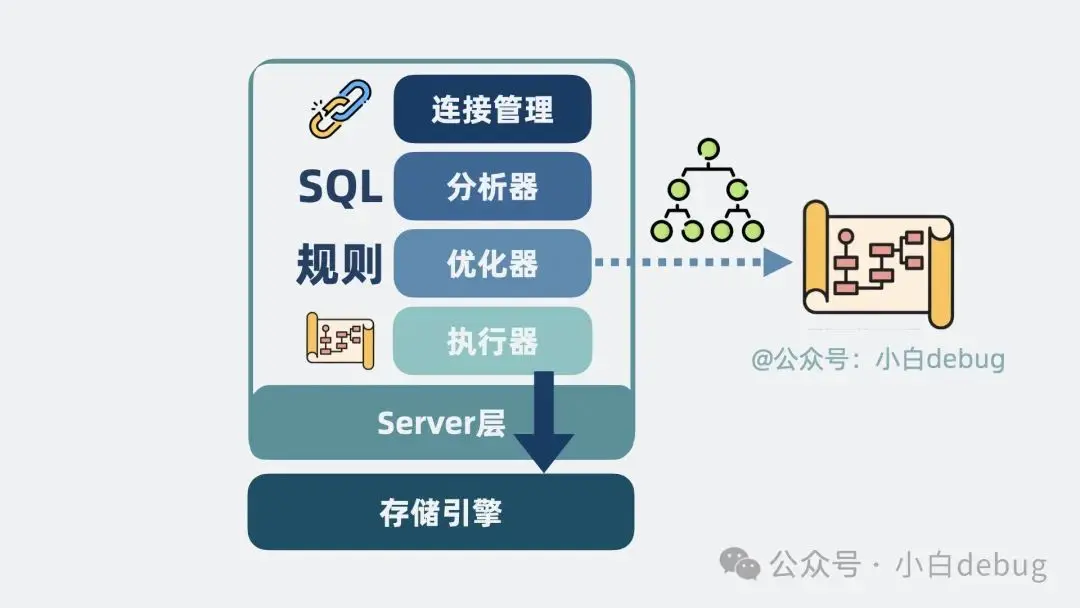 连接管理
SQL 分析器
规则 优化器
执行器
@公众号：小白debug
Server层
存储引擎
公众号 · 小白debug